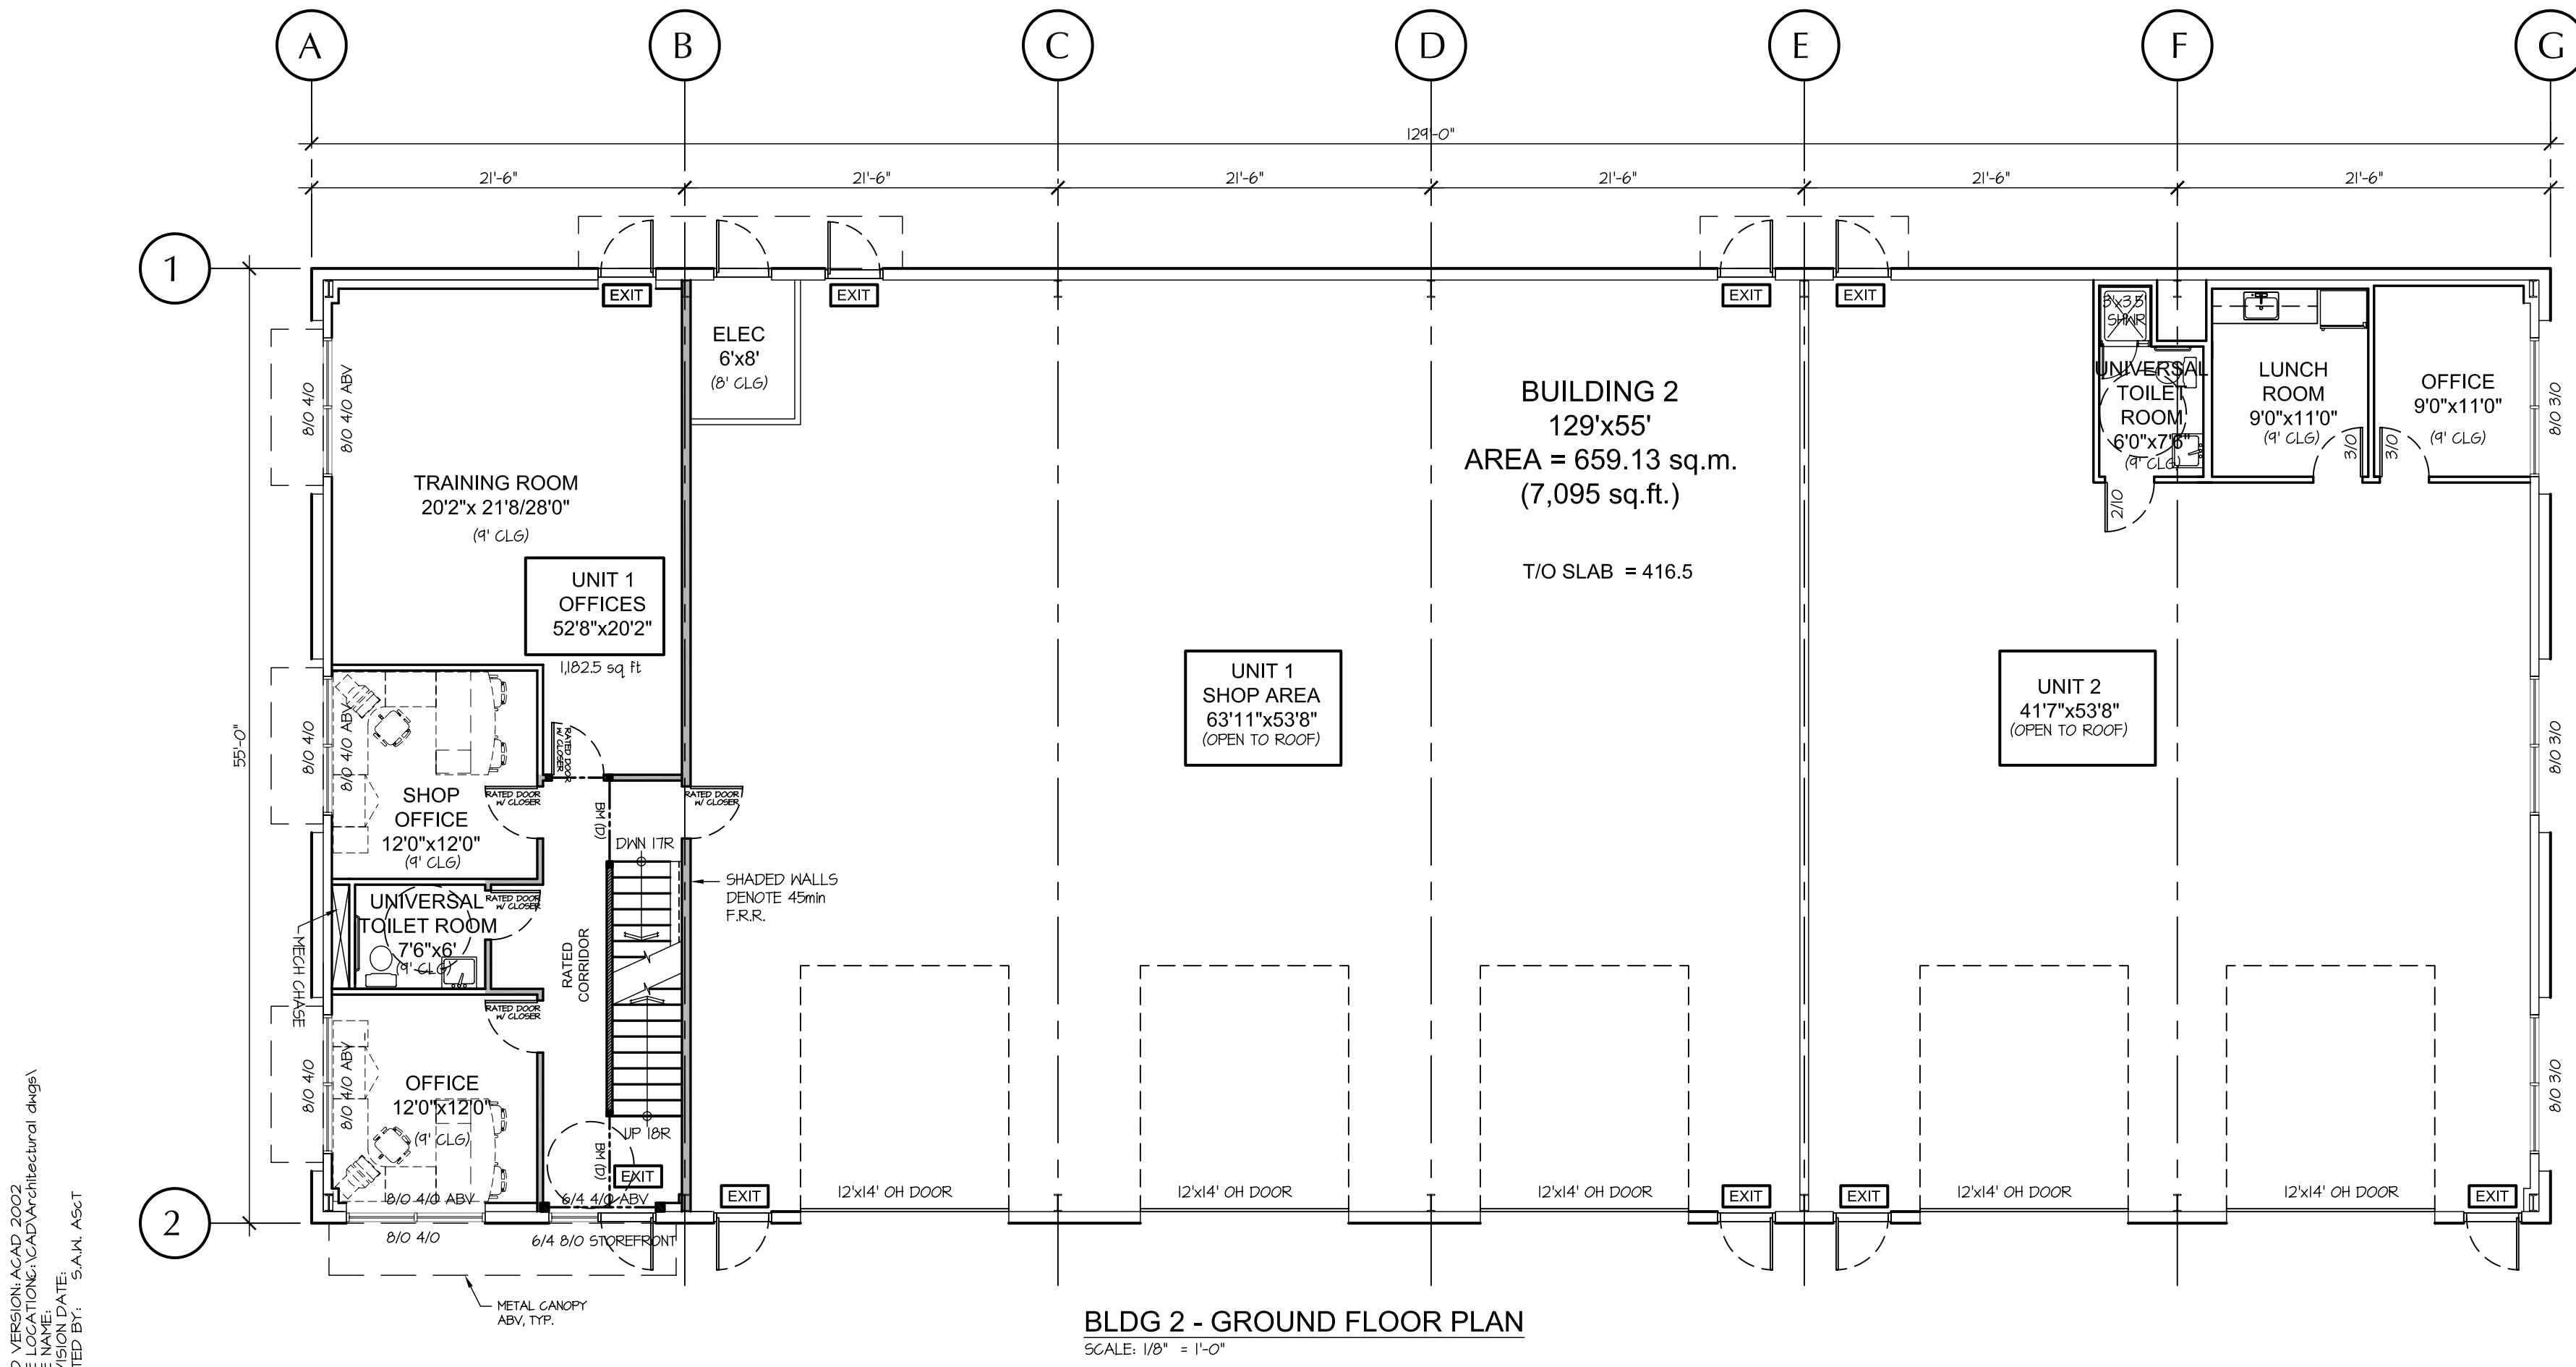 A
B
C
D
E
F
G
129'-0"
21'-6"
21'-6"
21'-6"
21'-6"
21'-6"
21'-6"
1
EXIT
EXIT
EXIT
EXIT
ELEC
6'x8'
(8' CLG)
8/0 4/0
8/0 4/0 ABV
TRAINING ROOM
20'2"x 21'8/28'0"
(9' CLG)
UNIT 1
OFFICES
52'8"x20'2"
1,182.5 sq ft
BUILDING 2
129'x55'
AREA = 659.13 sq.m.
(7,095 sq.ft.)
T/O SLAB = 416.5
3'x3.5'
SHWR
UNIVERSAL
TOILET
ROOM
6'0"x7'6"
(9' CLG)
2/10
LUNCH
ROOM
9'0"x11'0"
(9' CLG)
3/0
3/0
OFFICE
9'0"x11'0"
(9' CLG)
8/0 3/0
55'-0"
8/0 4/0
8/0 4/0 ABV
SHOP
OFFICE
12'0"x12'0"
(9' CLG)
RATED DOOR
W/ CLOSER
RATED DOOR
W/ CLOSER
RATED DOOR
W/ CLOSER
BM (D)
DWN 17R
UNIT 1
SHOP AREA
63'11"x53'8"
(OPEN TO ROOF)
UNIT 2
41'7"x53'8"
(OPEN TO ROOF)
8/0 3/0
SHADED WALLS
DENOTE 45min
F.R.R.
UNIVERSAL
TOILET ROOM
7'6"x6'
(9' CLG)
RATED DOOR
W/ CLOSER
MECH CHASE
RATED
CORRIDOR
RATED DOOR
W/ CLOSER
8/0 4/0
8/0 4/0 ABV
OFFICE
12'0"x12'0"
(9' CLG)
UP 18R
BM (D)
EXIT
8/0 3/0
8/0 4/0 ABV
6/4 4/0 ABV
EXIT
12'x14' OH DOOR
12'x14' OH DOOR
12'x14' OH DOOR
EXIT
EXIT
12'x14' OH DOOR
12'x14' OH DOOR
EXIT
2
8/0 4/0
6/4 8/0 STOREFRONT
METAL CANOPY
ABV, TYP.
BLDG 2 - GROUND FLOOR PLAN
SCALE: 1/8" = 1'-0"
VERSION: ACAD 2002
LOCATION: C:\CAD\Architectural dwgs\
NAME:
DATE:
BY: S.A.W. ASCT